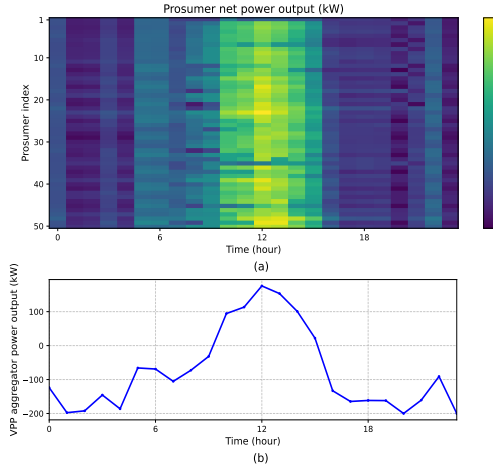 Prosumer net power output (kW)
Prosumer index
1
10
20
30
40
50
0
6
12
18
Time (hour)
(a)
VPP aggregator power output (kW)
100
0
−100
−200
0
6
12
18
Time (hour)
(b)